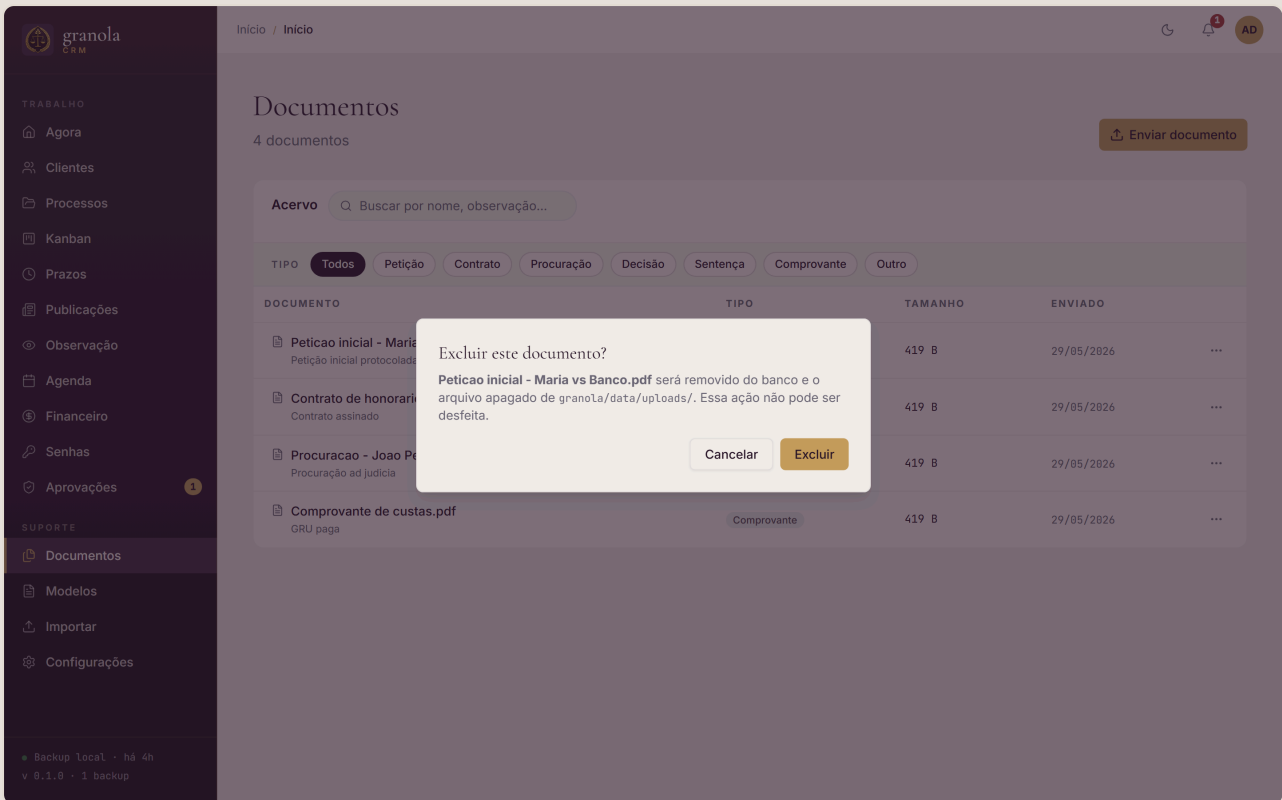 granola
CRM
Início / Início
1
AD
TRABALHO
Agora
Clientes
Processos
Kanban
Prazos
Publicações
Observação
Agenda
Financeiro
Senhas
Aprovações 1
SUPORTE
Documentos
Modelos
Importar
Configurações
Backup local · há 4h
v 0.1.0 · 1 backup
Documentos
4 documentos
Enviar documento
Acervo Buscar por nome, observação...
TIPO Todos Petição Contrato Procuração Decisão Sentença Comprovante Outro
DOCUMENTO TIPO TAMANHO ENVIADO
Peticao inicial - Maria
Petição inicial protocolada
419 B 29/05/2026 ...
Contrato de honorari
Contrato assinado
419 B 29/05/2026 ...
Procuracao - Joao Pe
Procuração ad judicia
419 B 29/05/2026 ...
Comprovante de custas.pdf
GRU paga
Comprovante 419 B 29/05/2026 ...
Excluir este documento?
Peticao inicial - Maria vs Banco.pdf será removido do banco e o
arquivo apagado de granola/data/uploads/. Essa ação não pode ser
desfeita.
Cancelar Excluir